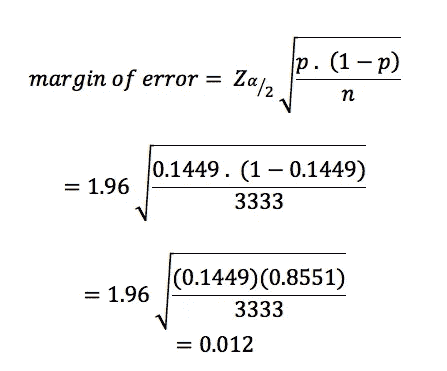 margin of error = Zα/2 √(p . (1 − p) / n)
= 1.96 √(0.1449 . (1 − 0.1449) / 3333)
= 1.96 √((0.1449)(0.8551) / 3333)
= 0.012